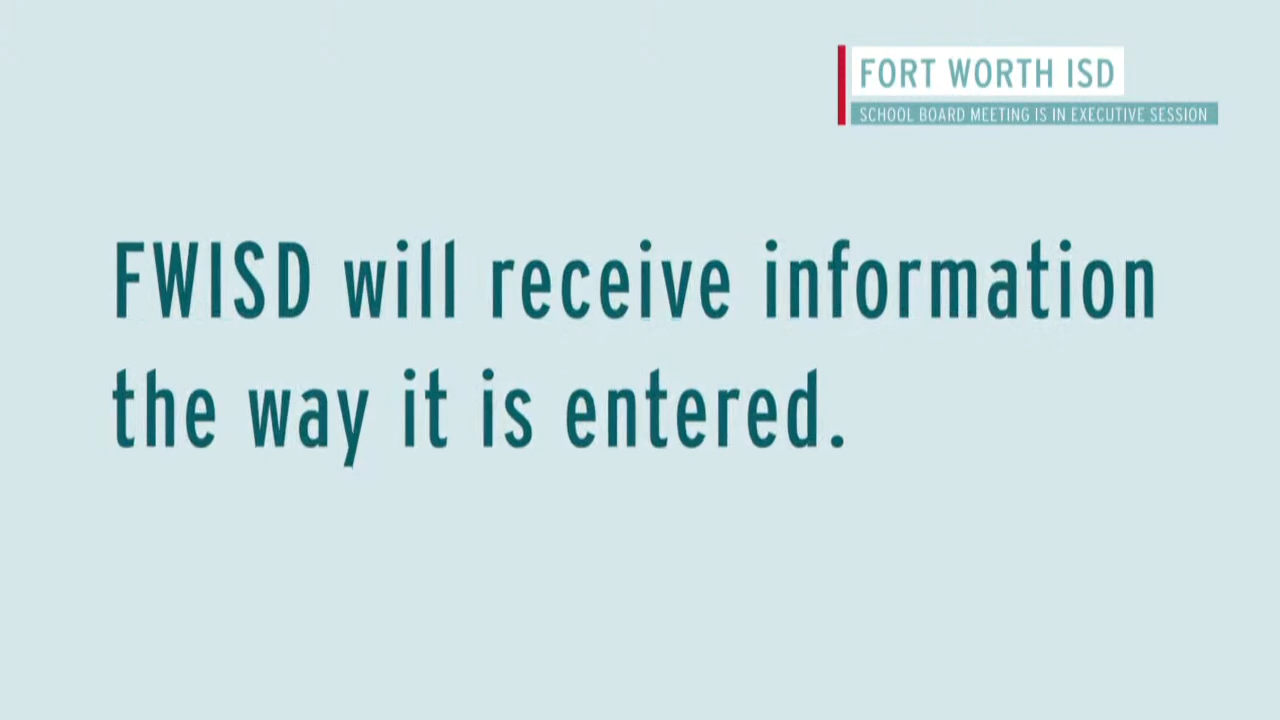 FORT WORTH ISD
SCHOOL BOARD MEETING IS IN EXECUTIVE SESSION
FWISD will receive information
the way it is entered.